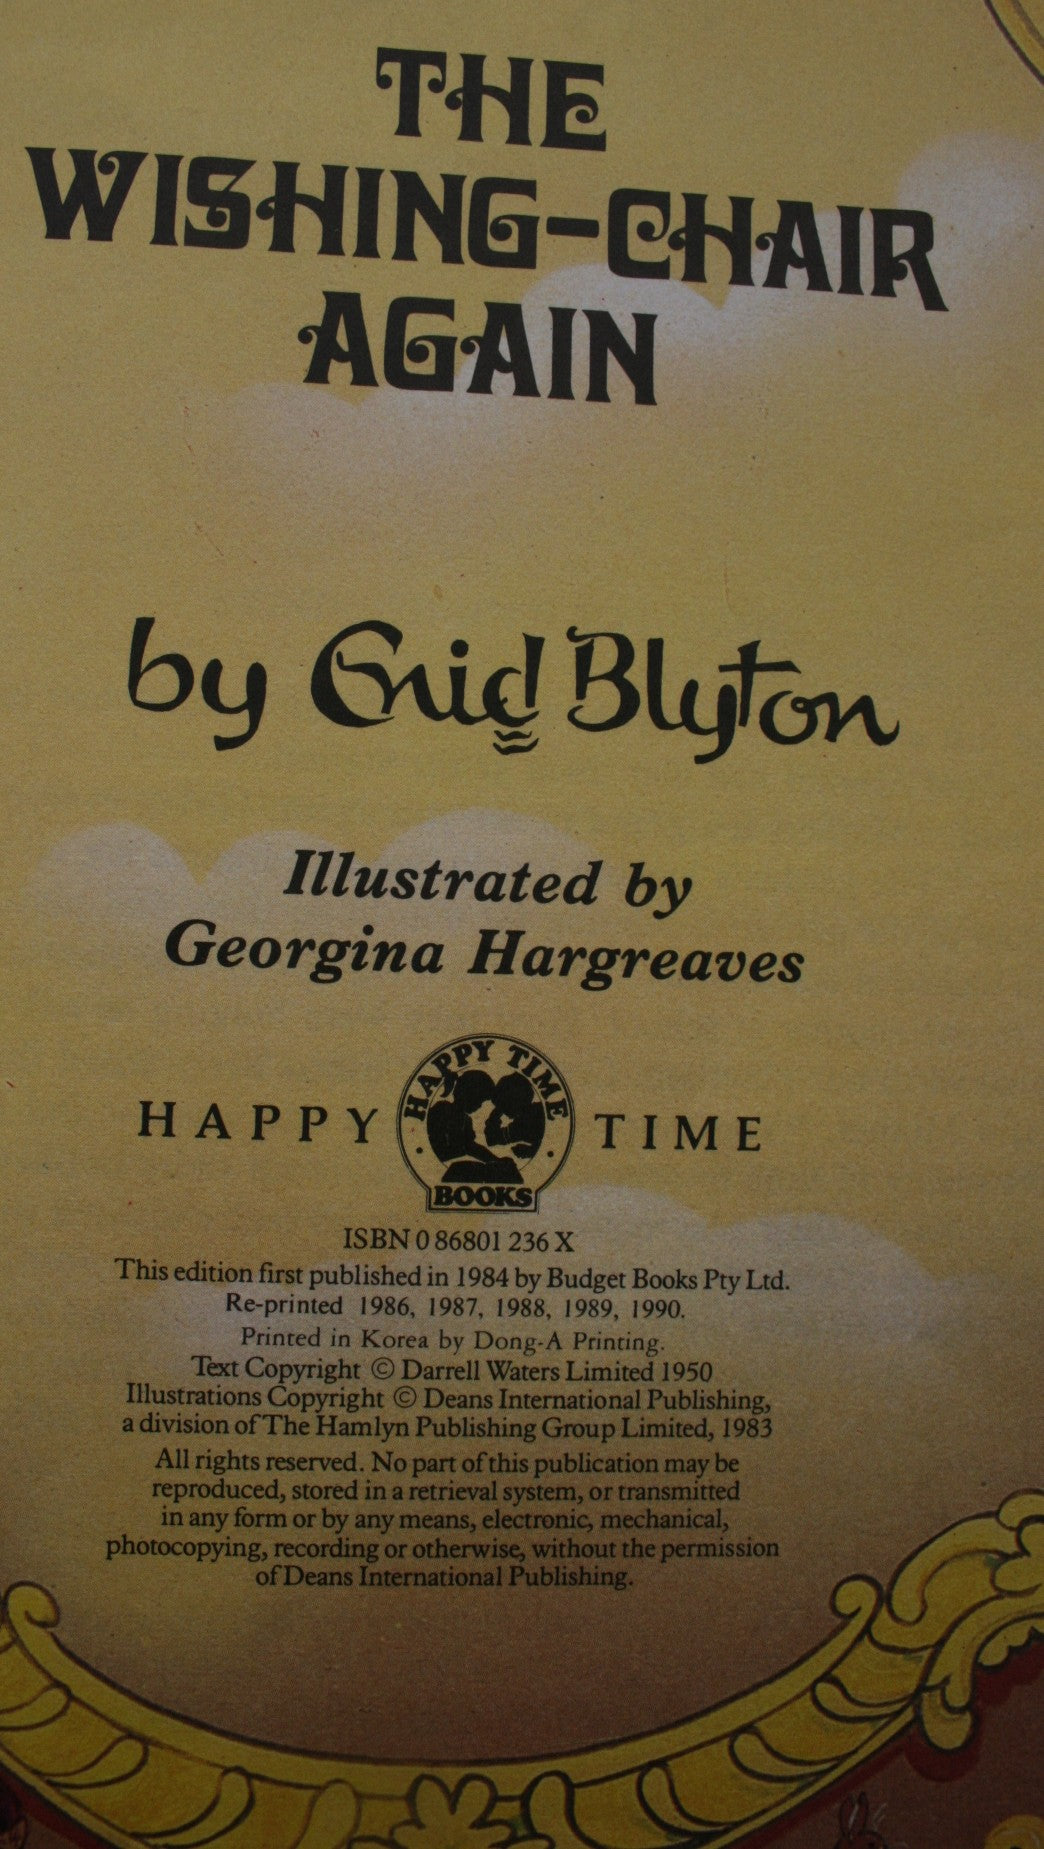 THE
WISHING-CHAIR
AGAIN
by Enid Blyton
Illustrated by
Georgina Hargreaves
HAPPY TIME
HAPPY TIME
BOOKS
ISBN 0 86801 236 X
This edition first published in 1984 by Budget Books Pty Ltd.
Re-printed 1986, 1987, 1988, 1989, 1990.
Printed in Korea by Dong-A Printing.
Text Copyright © Darrell Waters Limited 1950
Illustrations Copyright © Deans International Publishing,
a division of The Hamlyn Publishing Group Limited, 1983
All rights reserved. No part of this publication may be
reproduced, stored in a retrieval system, or transmitted
in any form or by any means, electronic, mechanical,
photocopying, recording or otherwise, without the permission
of Deans International Publishing.